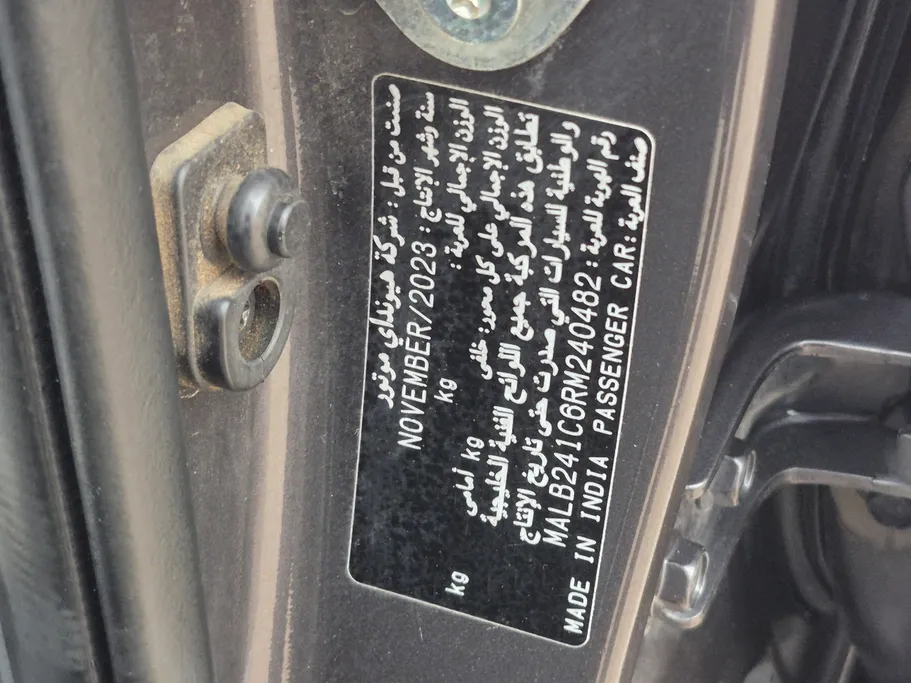 صنعت من قبل : شركة هيونداي موتور
سنة وشهر الإنتاج : NOVEMBER/2023
الوزن الإجمالي للعربة : kg
الوزن الإجمالي على كل محور: خلفي kg أمامي kg
تطابق هذه المركبة جميع اللوائح الفنية الخليجية
والوطنية للسيارات التي صدرت حتى تاريخ الإنتاج
رقم الهوية للعربة : MALB241C6RM240482
صنف العربة: PASSENGER CAR MADE IN INDIA